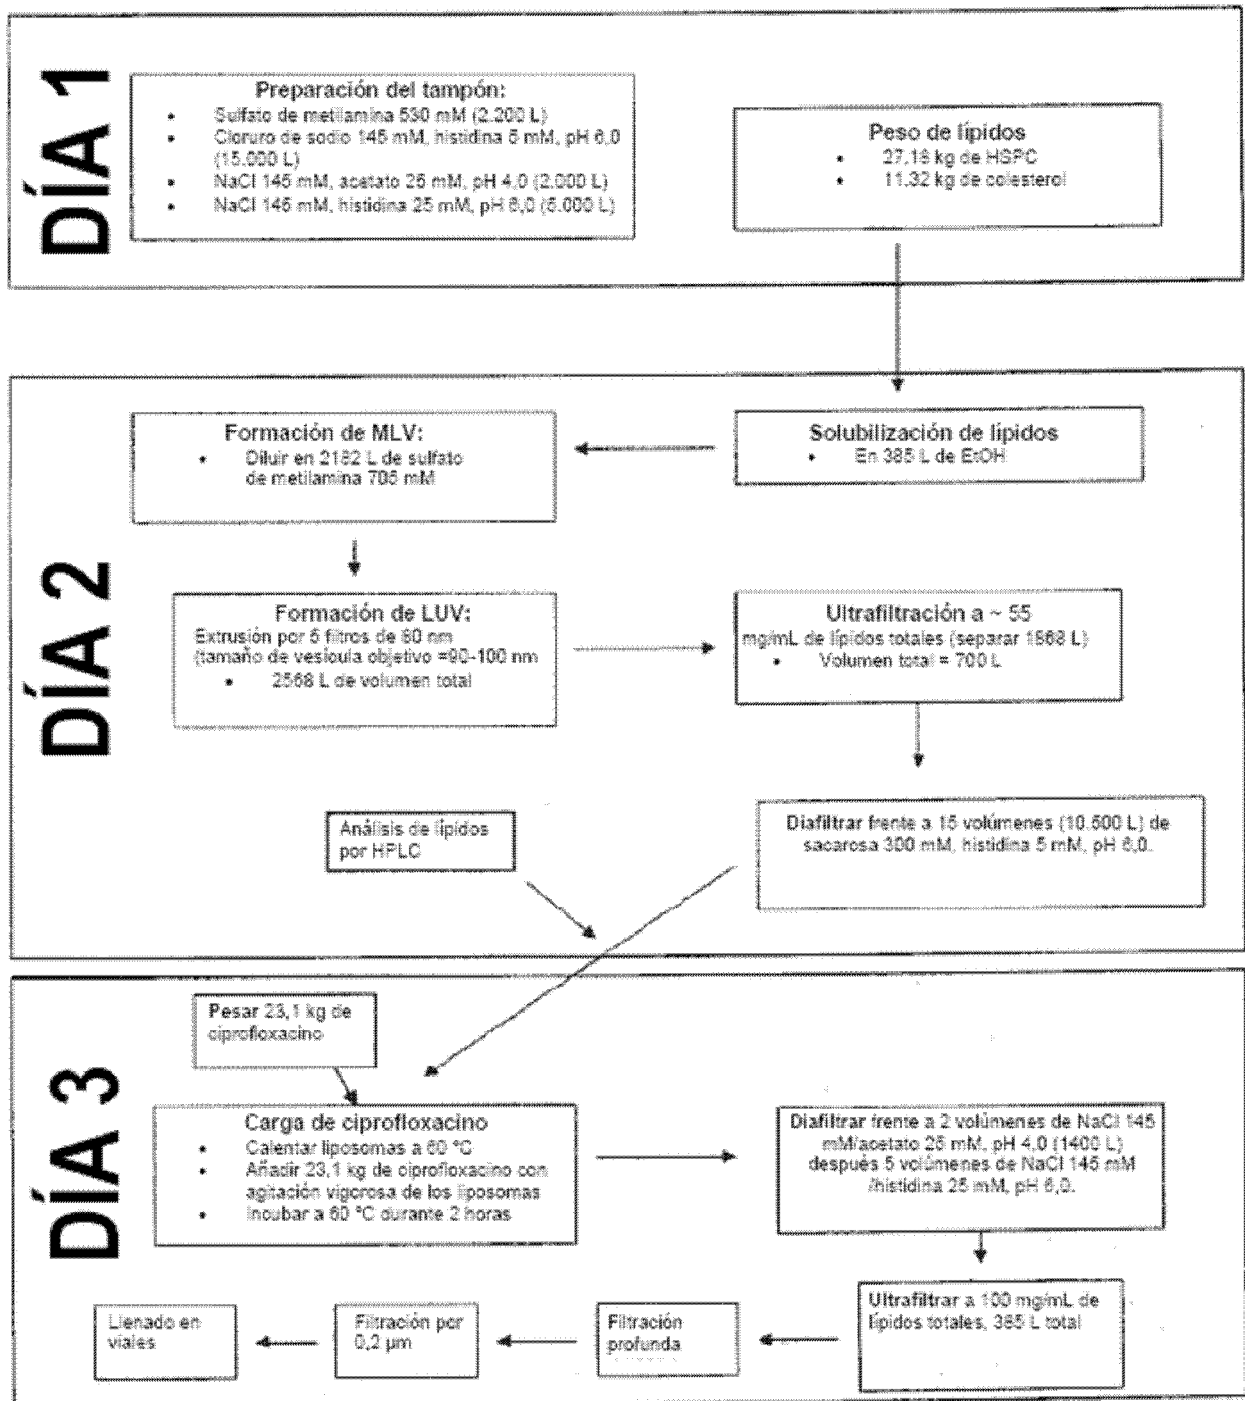 DÍA 1
Preparación del tampón:
• Sulfato de metilamina 530 mM (2.200 L)
• Cloruro de sodio 145 mM, histidina 5 mM, pH 6,0
(15.000 L)
• NaCl 145 mM, acetato 25 mM, pH 4,0 (2.000 L)
• NaCl 145 mM, histidina 25 mM, pH 6,0 (5.000 L)
Peso de lípidos
• 27,18 kg de HSPC
• 11,32 kg de colesterol
DÍA 2
Formación de MLV:
• Diluir en 2182 L de sulfato
de metilamina 706 mM
Solubilización de lípidos
• En 385 L de EtOH
Formación de LUV:
Extrusión por 5 filtros de 80 nm
(tamaño de vesícula objetivo =90-100 nm
• 2568 L de volumen total
Ultrafiltración a ~ 55
mg/mL de lípidos totales (separar 1868 L)
• Volumen total = 700 L
Análisis de lípidos
por HPLC
Diafiltrar frente a 15 volúmenes (10.500 L) de
sacarosa 300 mM, histidina 5 mM, pH 6,0.
DÍA 3
Pesar 23,1 kg de
ciprofloxacino
Carga de ciprofloxacino
• Calentar liposomas a 60 °C
• Añadir 23,1 kg de ciprofloxacino con
agitación vigorosa de los liposomas
• Incubar a 60 °C durante 2 horas
Diafiltrar frente a 2 volúmenes de NaCl 145
mM/acetato 25 mM, pH 4,0 (1400 L)
después 5 volúmenes de NaCl 145 mM
/histidina 25 mM, pH 6,0.
Llenado en
viales
Filtración por
0,2 µm
Filtración
profunda
Ultrafiltrar a 100 mg/mL de
lípidos totales, 385 L total